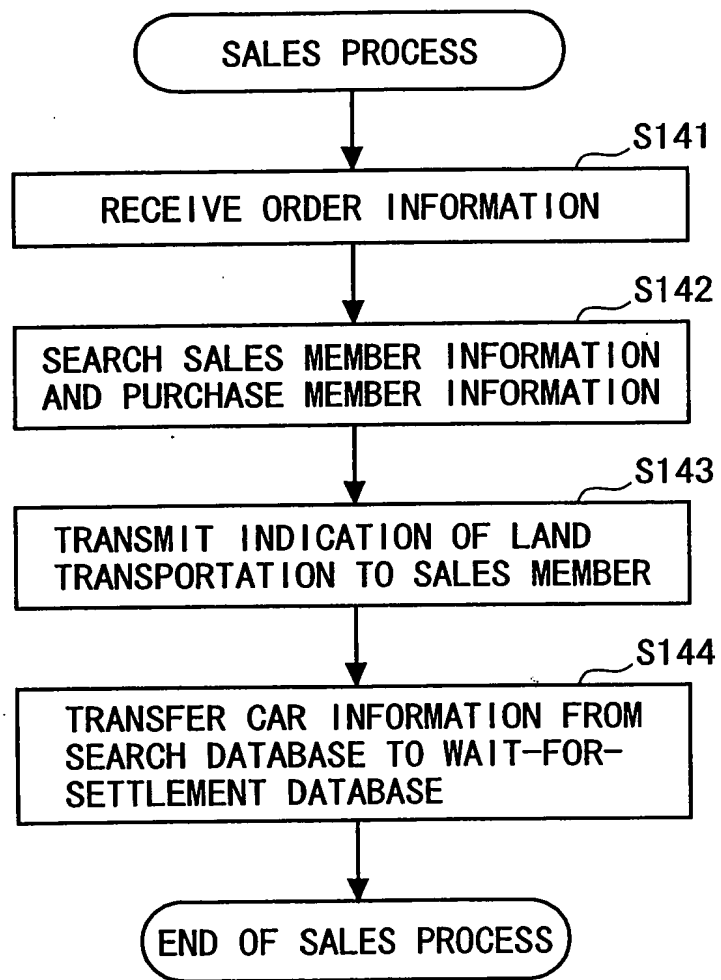 SALES PROCESS
S141
RECEIVE ORDER INFORMATION
S142
SEARCH SALES MEMBER INFORMATION
AND PURCHASE MEMBER INFORMATION
S143
TRANSMIT INDICATION OF LAND
TRANSPORTATION TO SALES MEMBER
S144
TRANSFER CAR INFORMATION FROM
SEARCH DATABASE TO WAIT-FOR-
SETTLEMENT DATABASE
END OF SALES PROCESS